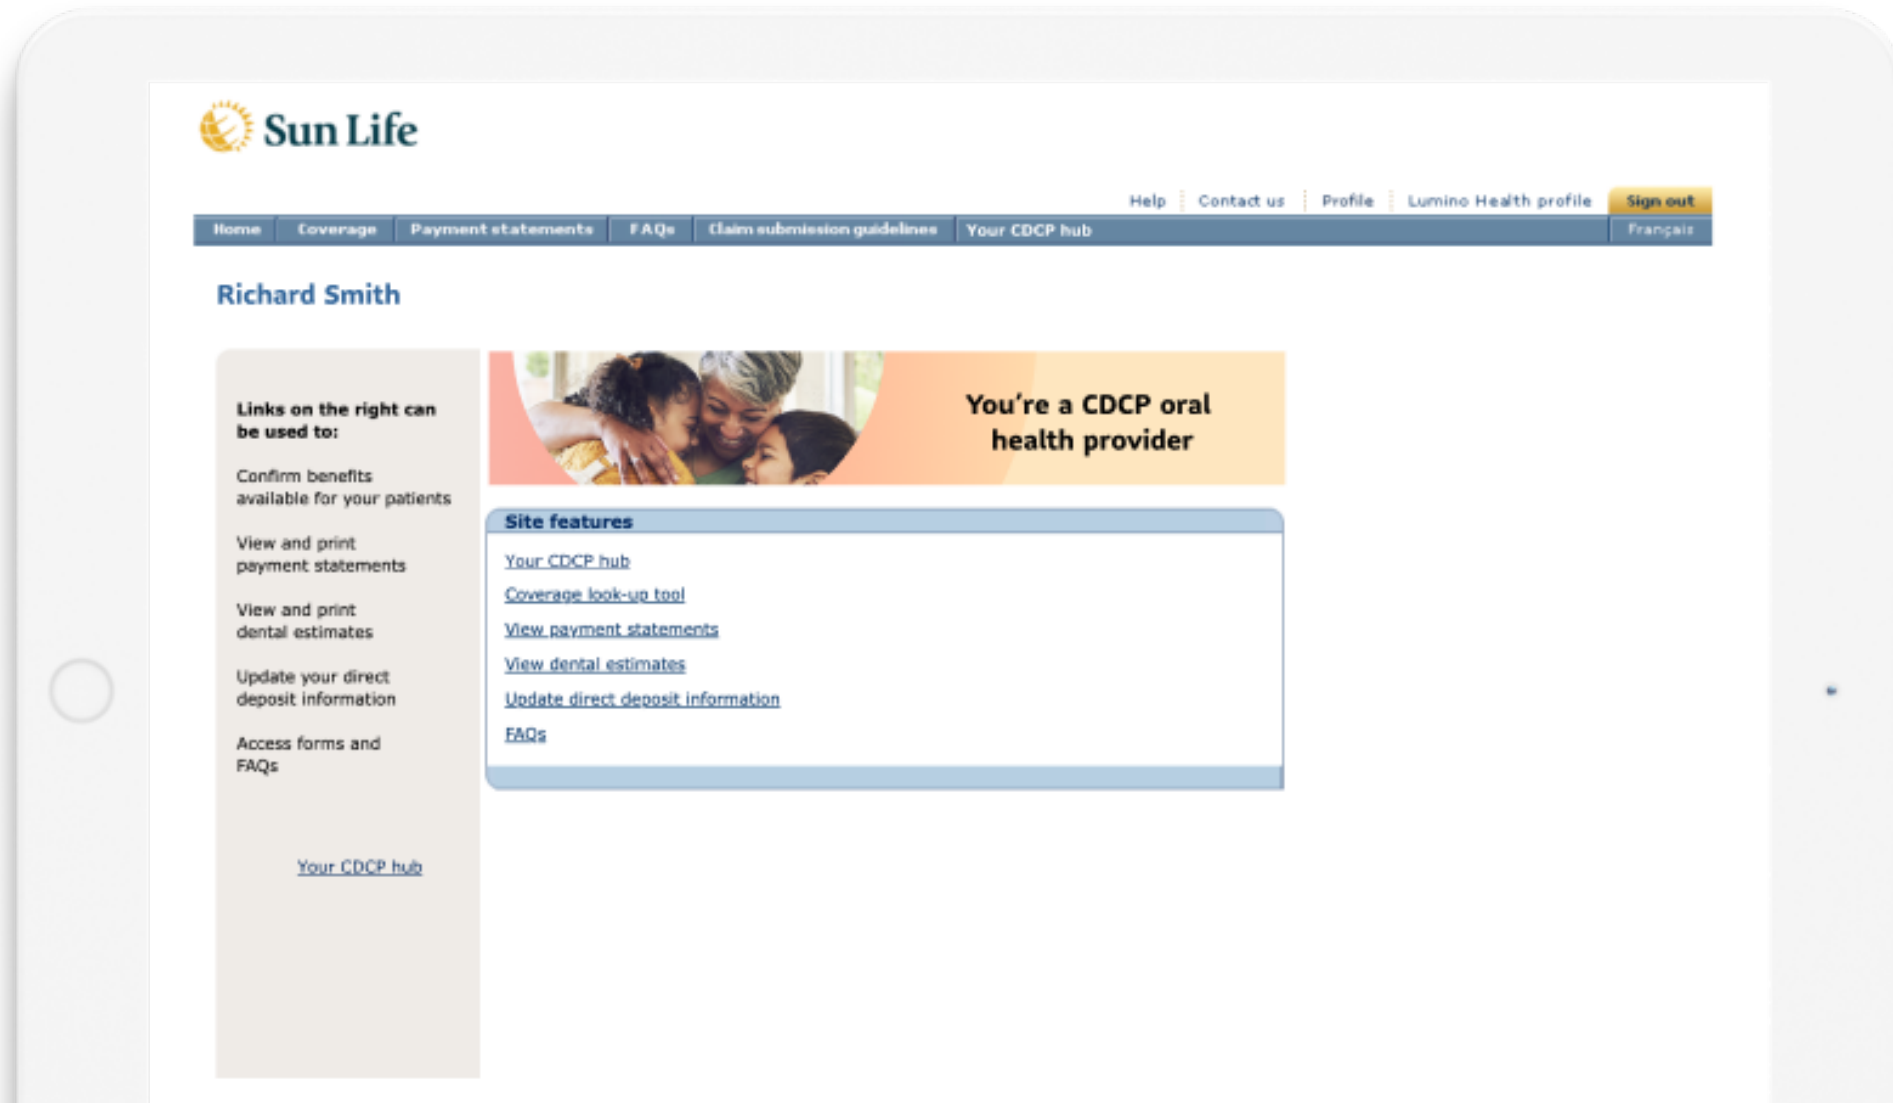 Sun Life
Help Contact us Profile Lumino Health profile Sign out
Home Coverage Payment statements FAQs Claim submission guidelines Your CDCP hub Français
Richard Smith
Links on the right can
be used to:
Confirm benefits
available for your patients
View and print
payment statements
View and print
dental estimates
Update your direct
deposit information
Access forms and
FAQs
Your CDCP hub
You're a CDCP oral
health provider
Site features
Your CDCP hub
Coverage look-up tool
View payment statements
View dental estimates
Update direct deposit information
FAQs